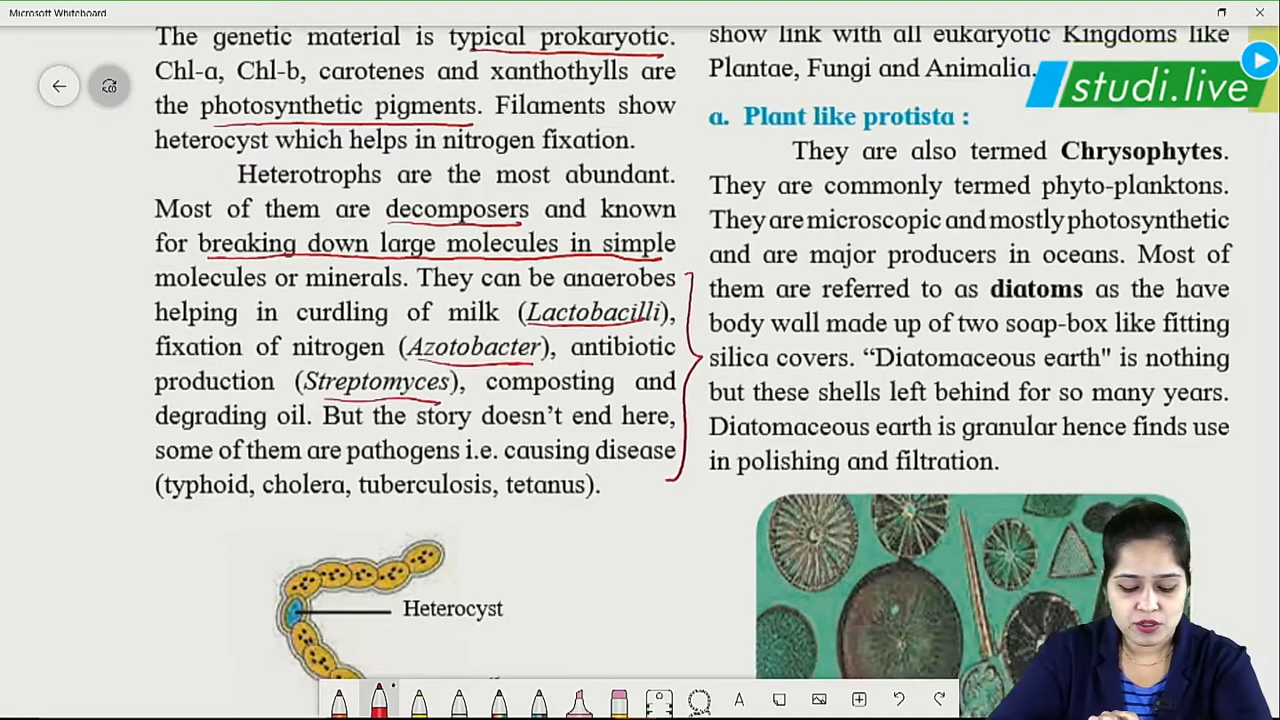 Microsoft Whiteboard
The genetic material is typical prokaryotic.
Chl-a, Chl-b, carotenes and xanthothylls are
the photosynthetic pigments. Filaments show
heterocyst which helps in nitrogen fixation.
Heterotrophs are the most abundant.
Most of them are decomposers and known
for breaking down large molecules in simple
molecules or minerals. They can be anaerobes
helping in curdling of milk (Lactobacilli),
fixation of nitrogen (Azotobacter), antibiotic
production (Streptomyces), composting and
degrading oil. But the story doesn't end here,
some of them are pathogens i.e. causing disease
(typhoid, cholera, tuberculosis, tetanus).
Heterocyst
show link with all eukaryotic Kingdoms like
Plantae, Fungi and Animalia.
studi.live
a. Plant like protista :
They are also termed Chrysophytes.
They are commonly termed phyto-planktons.
They are microscopic and mostly photosynthetic
and are major producers in oceans. Most of
them are referred to as diatoms as the have
body wall made up of two soap-box like fitting
silica covers. “Diatomaceous earth" is nothing
but these shells left behind for so many years.
Diatomaceous earth is granular hence finds use
in polishing and filtration.